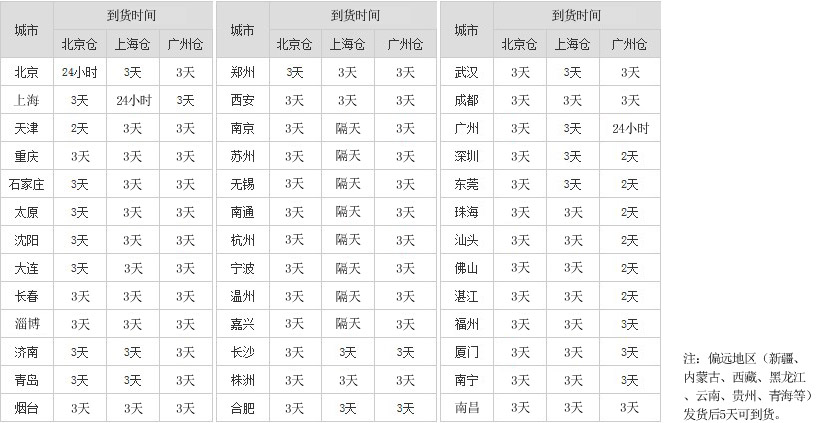 城市 到货时间 城市 到货时间 城市 到货时间
北京仓 上海仓 广州仓 北京仓 上海仓 广州仓 北京仓 上海仓 广州仓
北京 24小时 3天 3天 郑州 3天 3天 3天 武汉 3天 3天 3天
上海 3天 24小时 3天 西安 3天 3天 3天 成都 3天 3天 3天
天津 2天 3天 3天 南京 3天 隔天 3天 广州 3天 3天 24小时
重庆 3天 3天 3天 苏州 3天 隔天 3天 深圳 3天 3天 2天
石家庄 3天 3天 3天 无锡 3天 隔天 3天 东莞 3天 3天 2天
太原 3天 3天 3天 南通 3天 隔天 3天 珠海 3天 3天 2天
沈阳 3天 3天 3天 杭州 3天 隔天 3天 汕头 3天 3天 2天
大连 3天 3天 3天 宁波 3天 隔天 3天 佛山 3天 3天 2天
长春 3天 3天 3天 温州 3天 隔天 3天 湛江 3天 3天 2天
淄博 3天 3天 3天 嘉兴 3天 隔天 3天 福州 3天 3天 3天
济南 3天 3天 3天 长沙 3天 3天 3天 厦门 3天 3天 3天
青岛 3天 3天 3天 株洲 3天 3天 3天 南宁 3天 3天 3天
烟台 3天 3天 3天 合肥 3天 3天 3天 南昌 3天 3天 3天
注：偏远地区（新疆、
内蒙古、西藏、黑龙江
、云南、贵州、青海等）
发货后5天可到货。